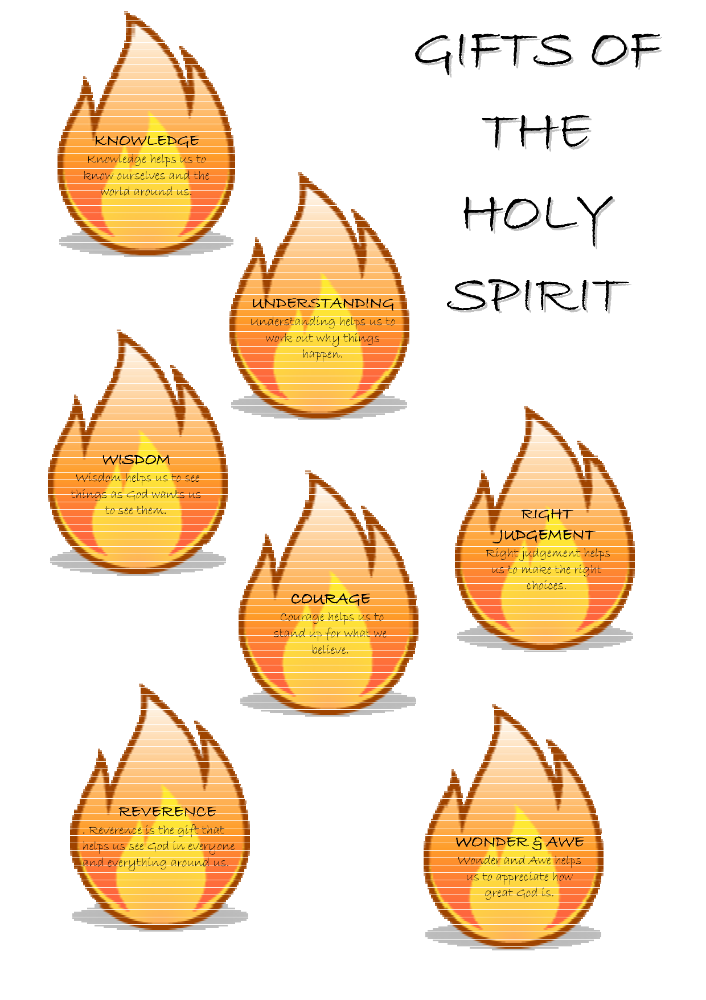 GIFTS OF
THE
HOLY
SPIRIT
KNOWLEDGE
Knowledge helps us to
know ourselves and the
world around us.
UNDERSTANDING
Understanding helps us to
work out why things
happen.
WISDOM
Wisdom helps us to see
things as God wants us
to see them.
RIGHT
JUDGEMENT
Right judgement helps
us to make the right
choices.
COURAGE
Courage helps us to
stand up for what we
believe.
REVERENCE
. Reverence is the gift that
helps us see God in everyone
and everything around us.
WONDER & AWE
Wonder and Awe helps
us to appreciate how
great God is.